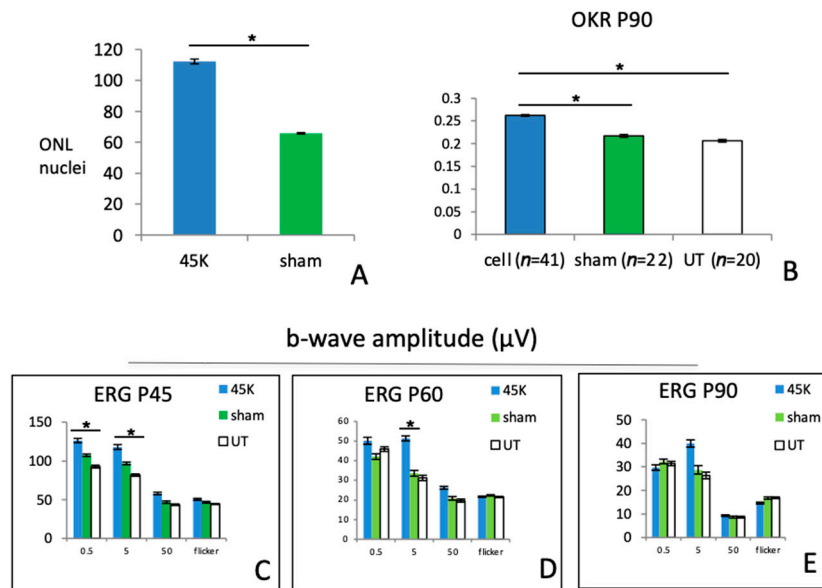 *
120
100
80
60
40
20
0
ONL
nuclei
45K
sham
A
OKR P90
*
*
0.3
0.25
0.2
0.15
0.1
0.05
0
cell (n=41)
sham (n=22)
UT (n=20)
B
b-wave amplitude (µV)
ERG P45
45K
sham
UT
*
*
150
100
50
0
0.5
5
50
flicker
C
ERG P60
45K
sham
UT
*
60
50
40
30
20
10
0
0.5
5
50
flicker
D
ERG P90
45K
sham
UT
50
40
30
20
10
0
0.5
5
50
flicker
E